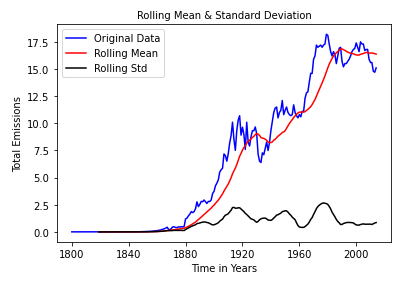 Rolling Mean & Standard Deviation
Original Data
Rolling Mean
Rolling Std
Total Emissions
17.5
15.0
12.5
10.0
7.5
5.0
2.5
0.0
1800 1840 1880 1920 1960 2000
Time in Years